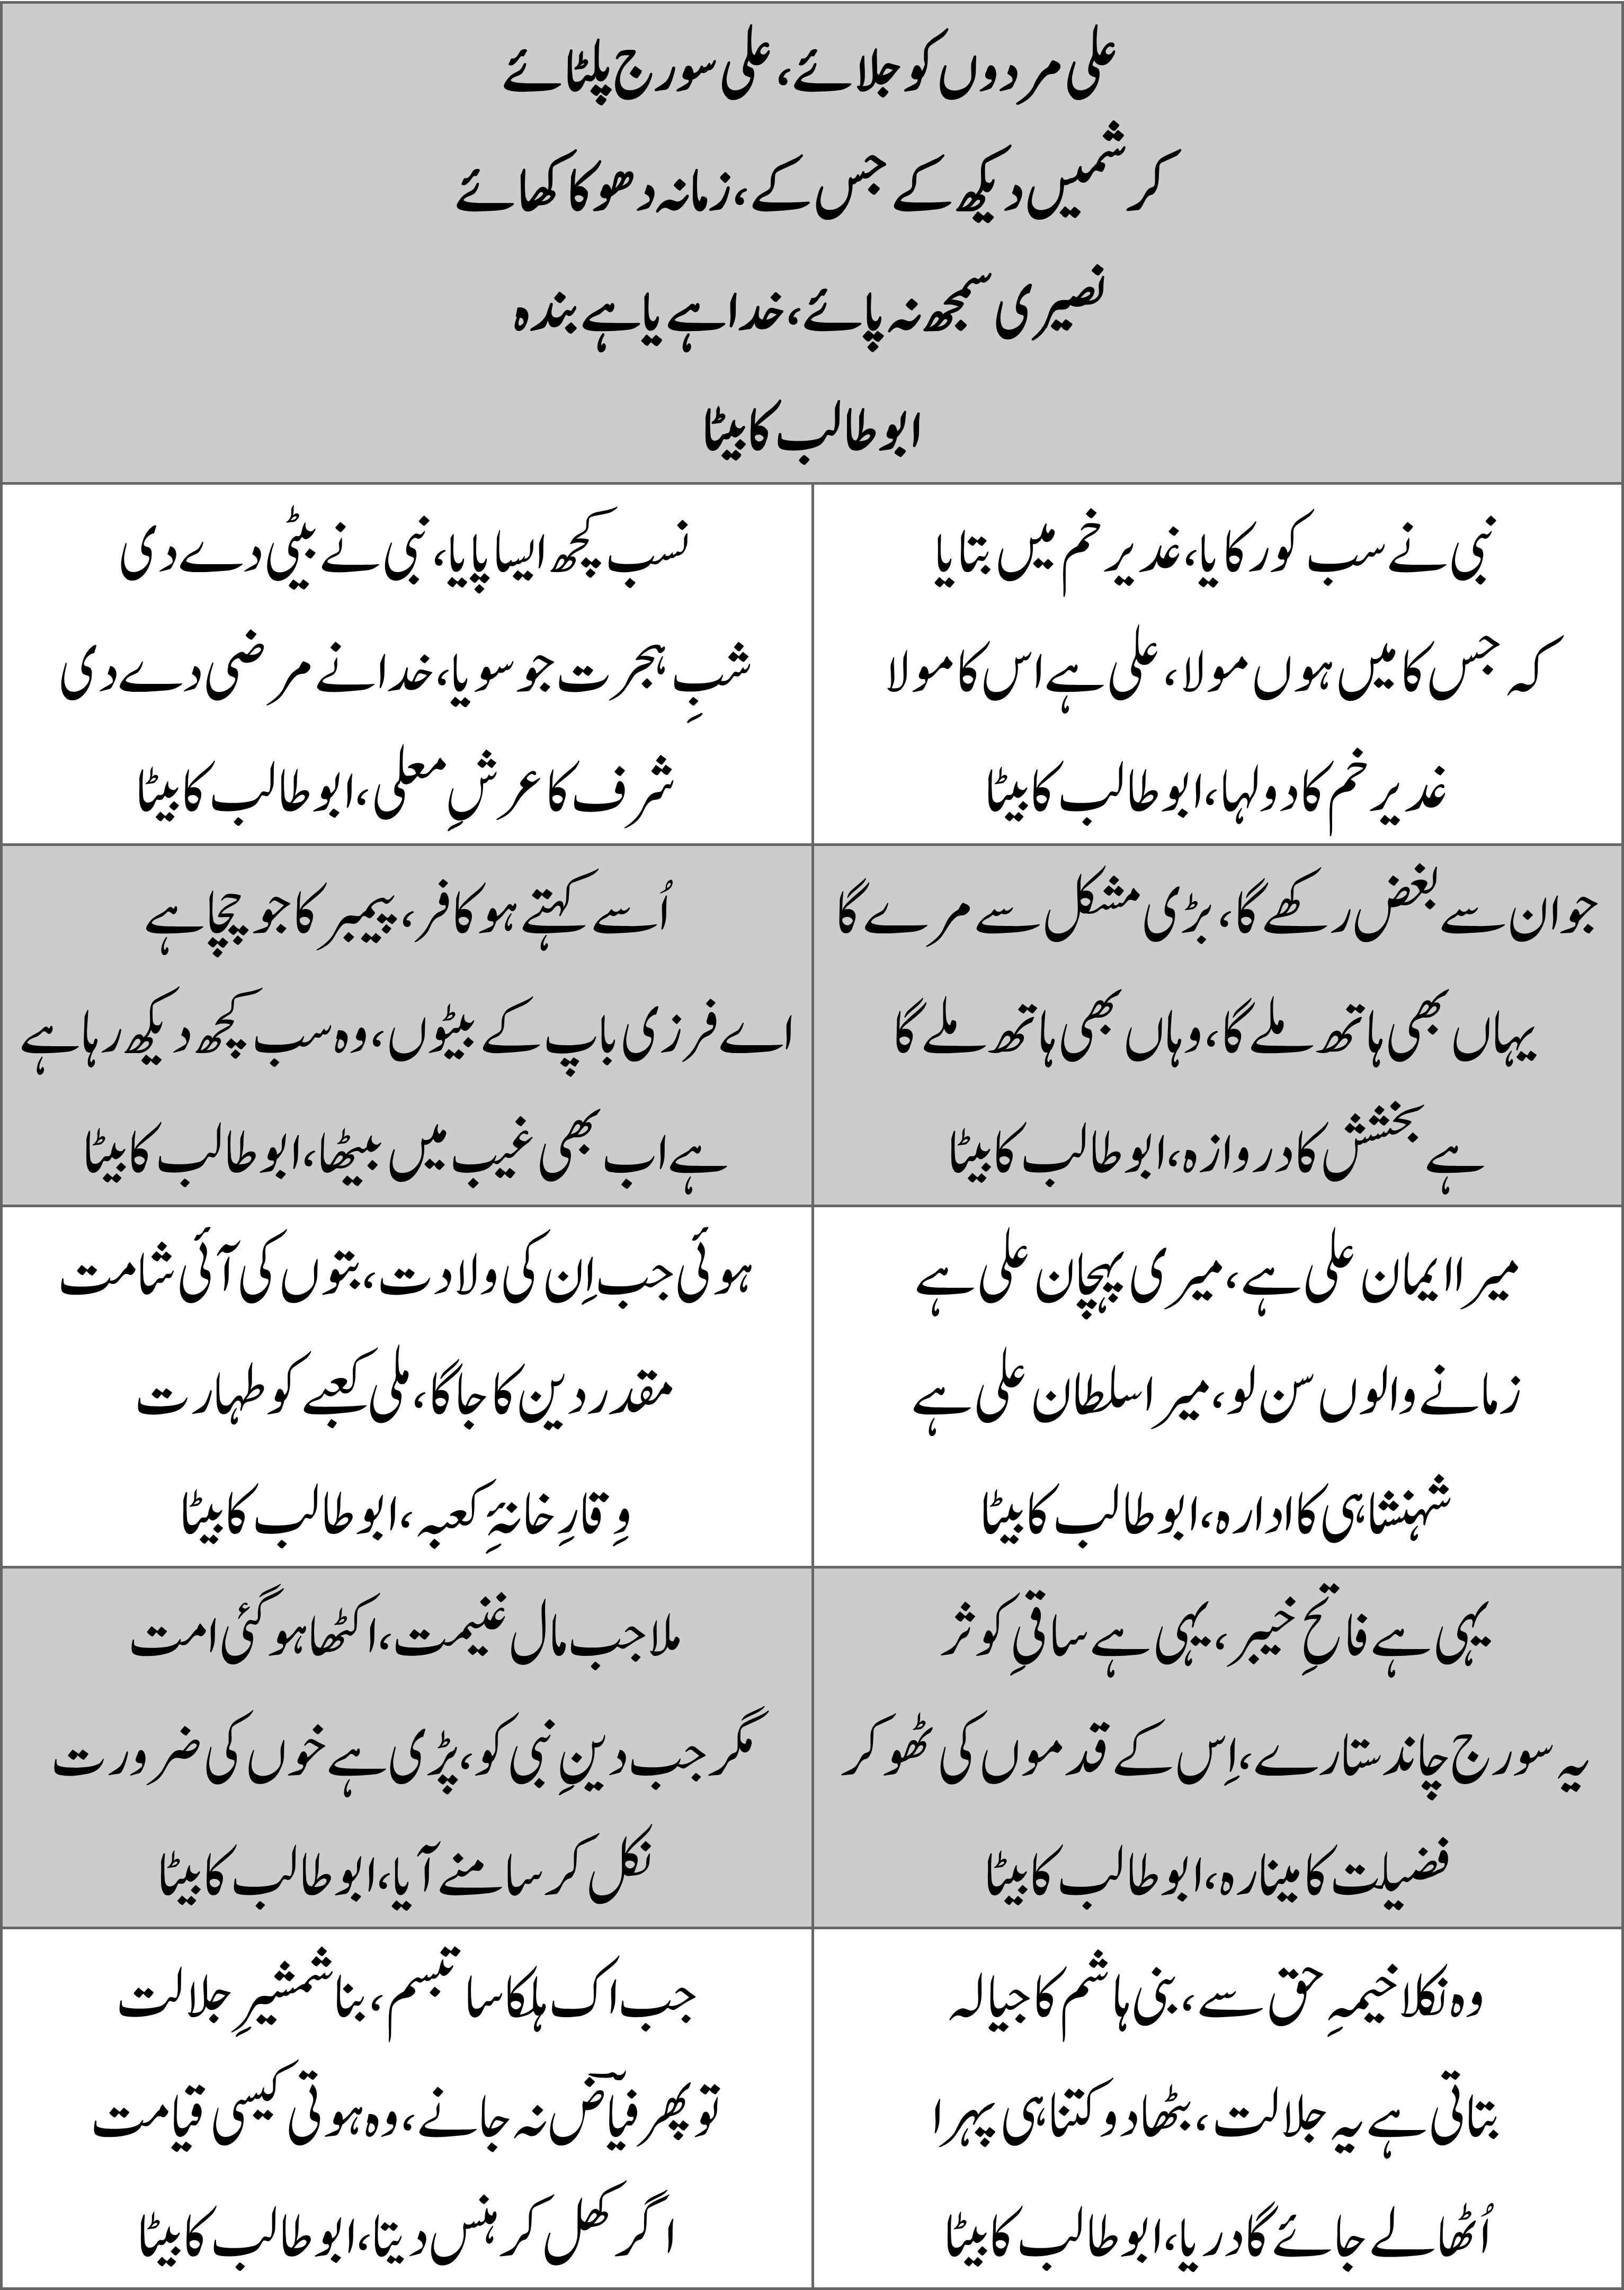 علی مردوں کو جلائے، علی سورج پلٹائے
کرشمیں دیکھ کے جس کے، زمانہ دھوکا کھائے
نصیری سمجھ نہ پائے، خدا ہے یا ہے بندہ
ابو طالب کا بیٹا
نبی نے سب کو رکایا، غدیر خم میں بتایا
کہ جس کا میں ہوں مولا، علی ہے اس کا مولا
غدیر خم کا دولہا، ابو طالب کا بیٹا
نسب کچھ ایسا پایا، نبی نے بیٹی دے دی
شبِ ہجرت جو سویا، خدا نے مرضی دے دی
شرف کا عرشِ معلی، ابو طالب کا بیٹا
جو ان سے بغض رکھے گا، بڑی مشکل سے مرے گا
یہاں بھی ہاتھ ملے گا، وہاں بھی ہاتھ ملے گا
ہے بخشش کا دروازہ، ابو طالب کا بیٹا
اُسے کہتے ہو کافر، پیمبر کا جو چچا ہے
اے فرزی باپ کے بیٹوں، وہ سب کچھ دیکھ رہا ہے
ہے اب بھی غیب میں بیٹھا، ابو طالب کا بیٹا
میرا ایمان علی ہے، میری پہچان علی ہے
زمانے والوں سن لو، میرا سلطان علی ہے
شہنشاہی کا ادارہ، ابو طالب کا بیٹا
ہوئی جب اِن کی ولادت، بتوں کی آئی شامت
مقدر دین کا جاگا، ملی کعبے کو طہارت
وِقارِ خانۂِ کعبہ، ابو طالب کا بیٹا
یہی ہے فاتحِ خیبر، یہی ہے ساقیِ کوثر
یہ سورج چاند ستارے، اِس کے قدموں کی ٹھوکر
فضیلت کا مینارہ، ابو طالب کا بیٹا
ملا جب مال غنیمت، اکٹھا ہو گئی امت
مگر جب دینِ نبی کو، پڑی ہے خوں کی ضرورت
نکل کر سامنے آیا، ابو طالب کا بیٹا
وہ نکلا خیمہِ حق سے، بنی ہاشم کا جیالہ
بتاتی ہے یہ جلالت، بٹھا دو کتنا ہی پہرا
اُٹھا لے جائے گا دریا، ابو طالب کا بیٹا
جب اک ہلکا سا تبسم، بنا شمشیرِ جلالت
تو پھر فیاؔض نہ جانے، وہ ہوتی کیسی قیامت
اگر کھل کر ہنس دیتا، ابو طالب کا بیٹا